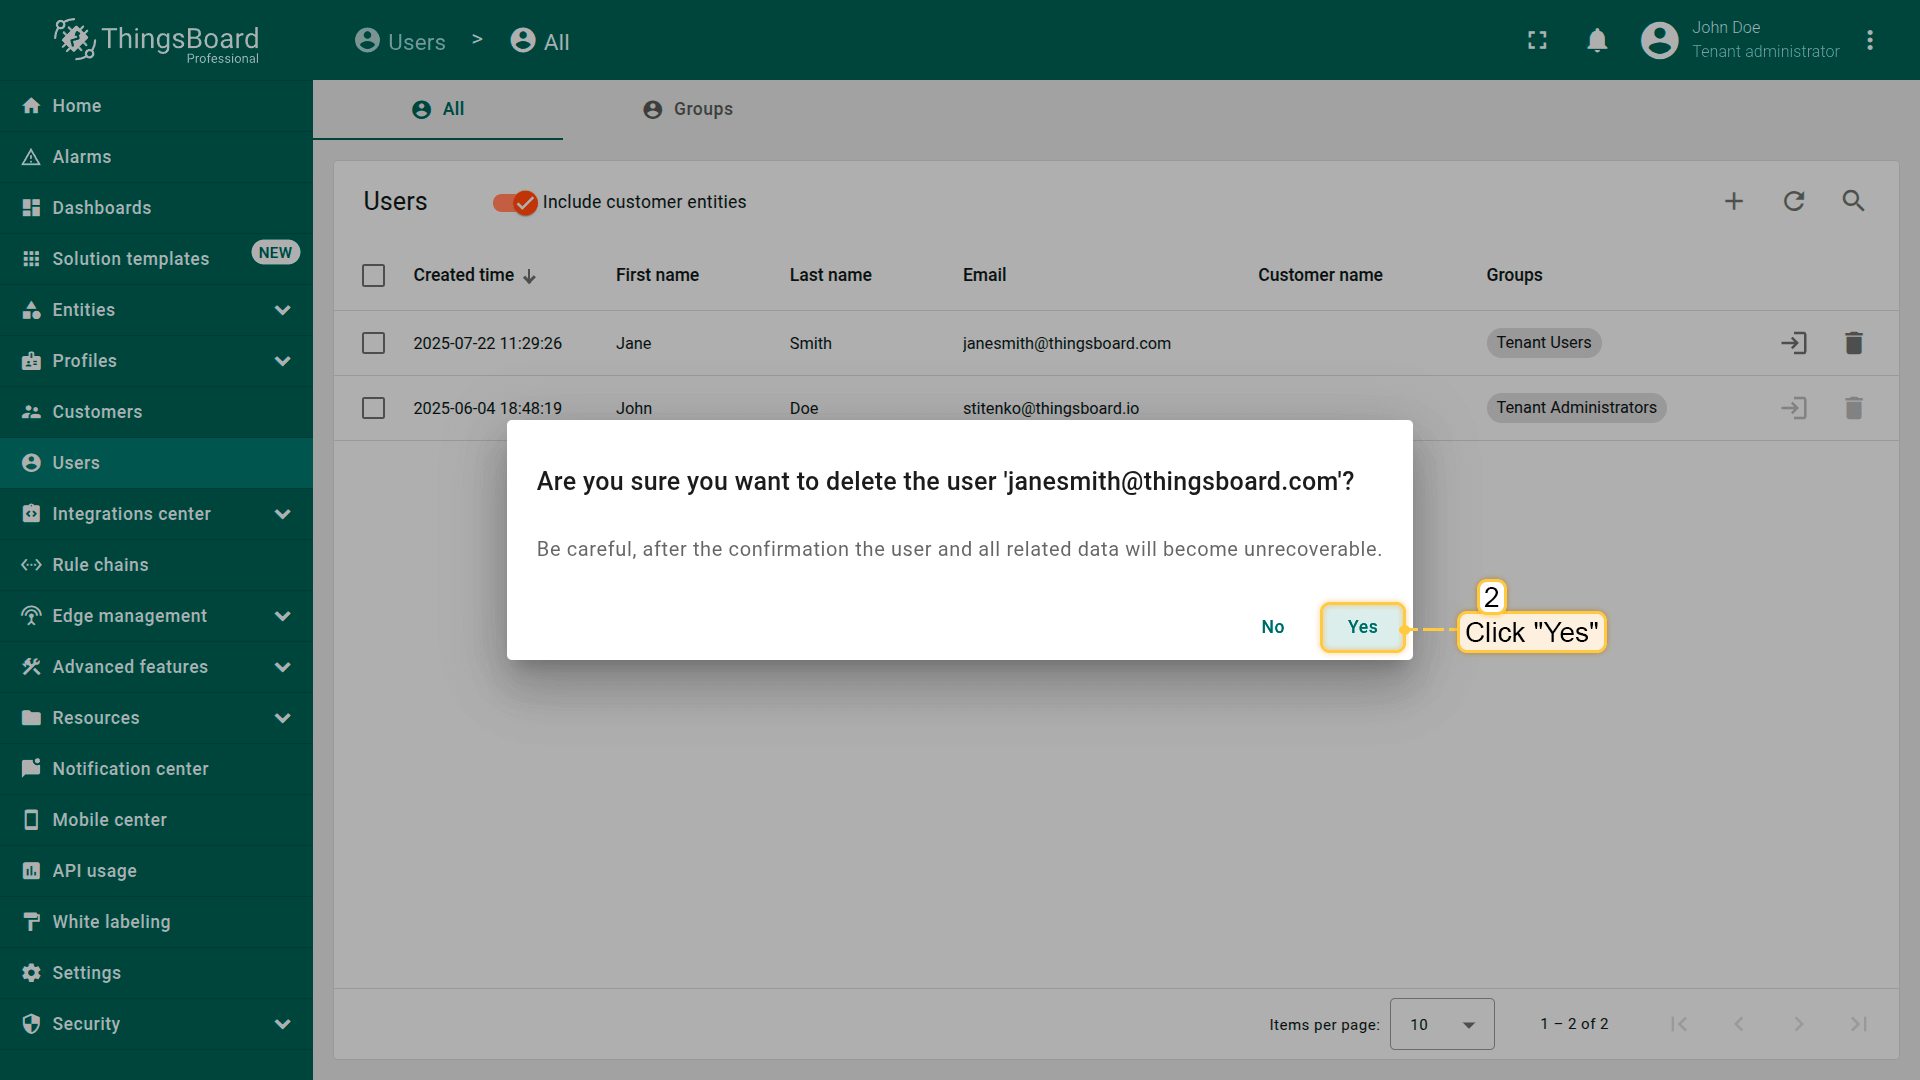 ThingsBoard
Professional
Users > All
John Doe
Tenant administrator
Home
Alarms
Dashboards
Solution templates NEW
Entities
Profiles
Customers
Users
Integrations center
Rule chains
Edge management
Advanced features
Resources
Notification center
Mobile center
API usage
White labeling
Settings
Security
All Groups
Users Include customer entities
Created time First name Last name Email Customer name Groups
2025-07-22 11:29:26 Jane Smith janesmith@thingsboard.com Tenant Users
2025-06-04 18:48:19 John Doe stitenko@thingsboard.io Tenant Administrators
Are you sure you want to delete the user 'janesmith@thingsboard.com'?
Be careful, after the confirmation the user and all related data will become unrecoverable.
No Yes
2
Click "Yes"
Items per page: 10 1 – 2 of 2